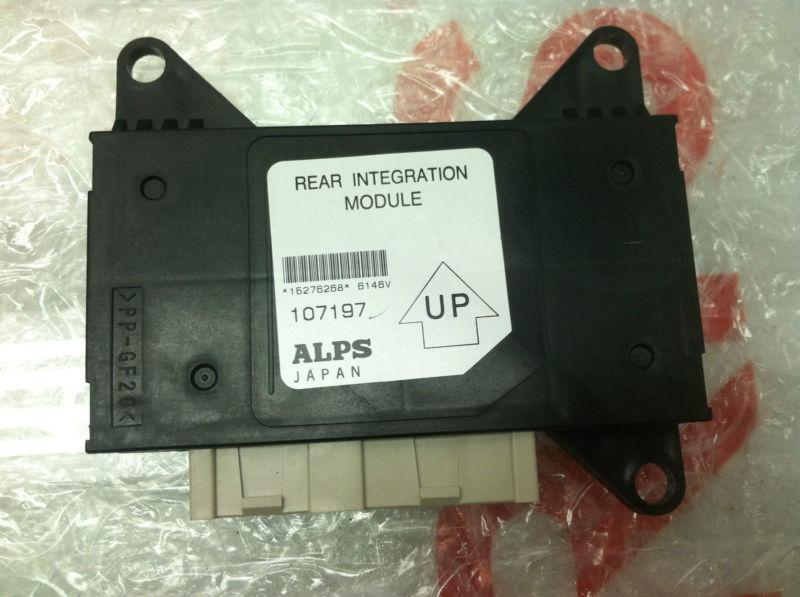 REAR INTEGRATION
MODULE
*15276268* 6146V
107197
UP
ALPS
JAPAN
>PP-GF20<